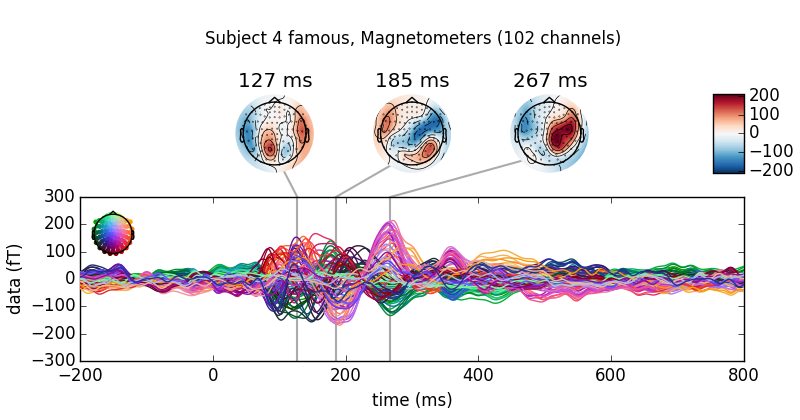 Subject 4 famous, Magnetometers (102 channels)
127 ms 185 ms 267 ms
200
100
0
−100
−200
300
200
100
0
−100
−200
−300
data (fT)
−200 0 200 400 600 800
time (ms)